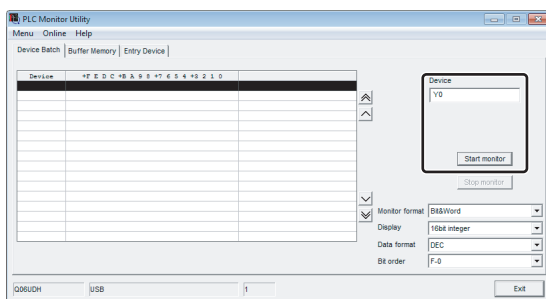 PLC Monitor Utility
Menu Online Help
Device Batch Buffer Memory Entry Device
Device +F E D C +B A 9 8 +7 6 5 4 +3 2 1 0
Device
Y0
Start monitor
Stop monitor
Monitor format Bit&Word
Display 16bit integer
Data format DEC
Bit order F-0
Q06UDH USB 1 Exit